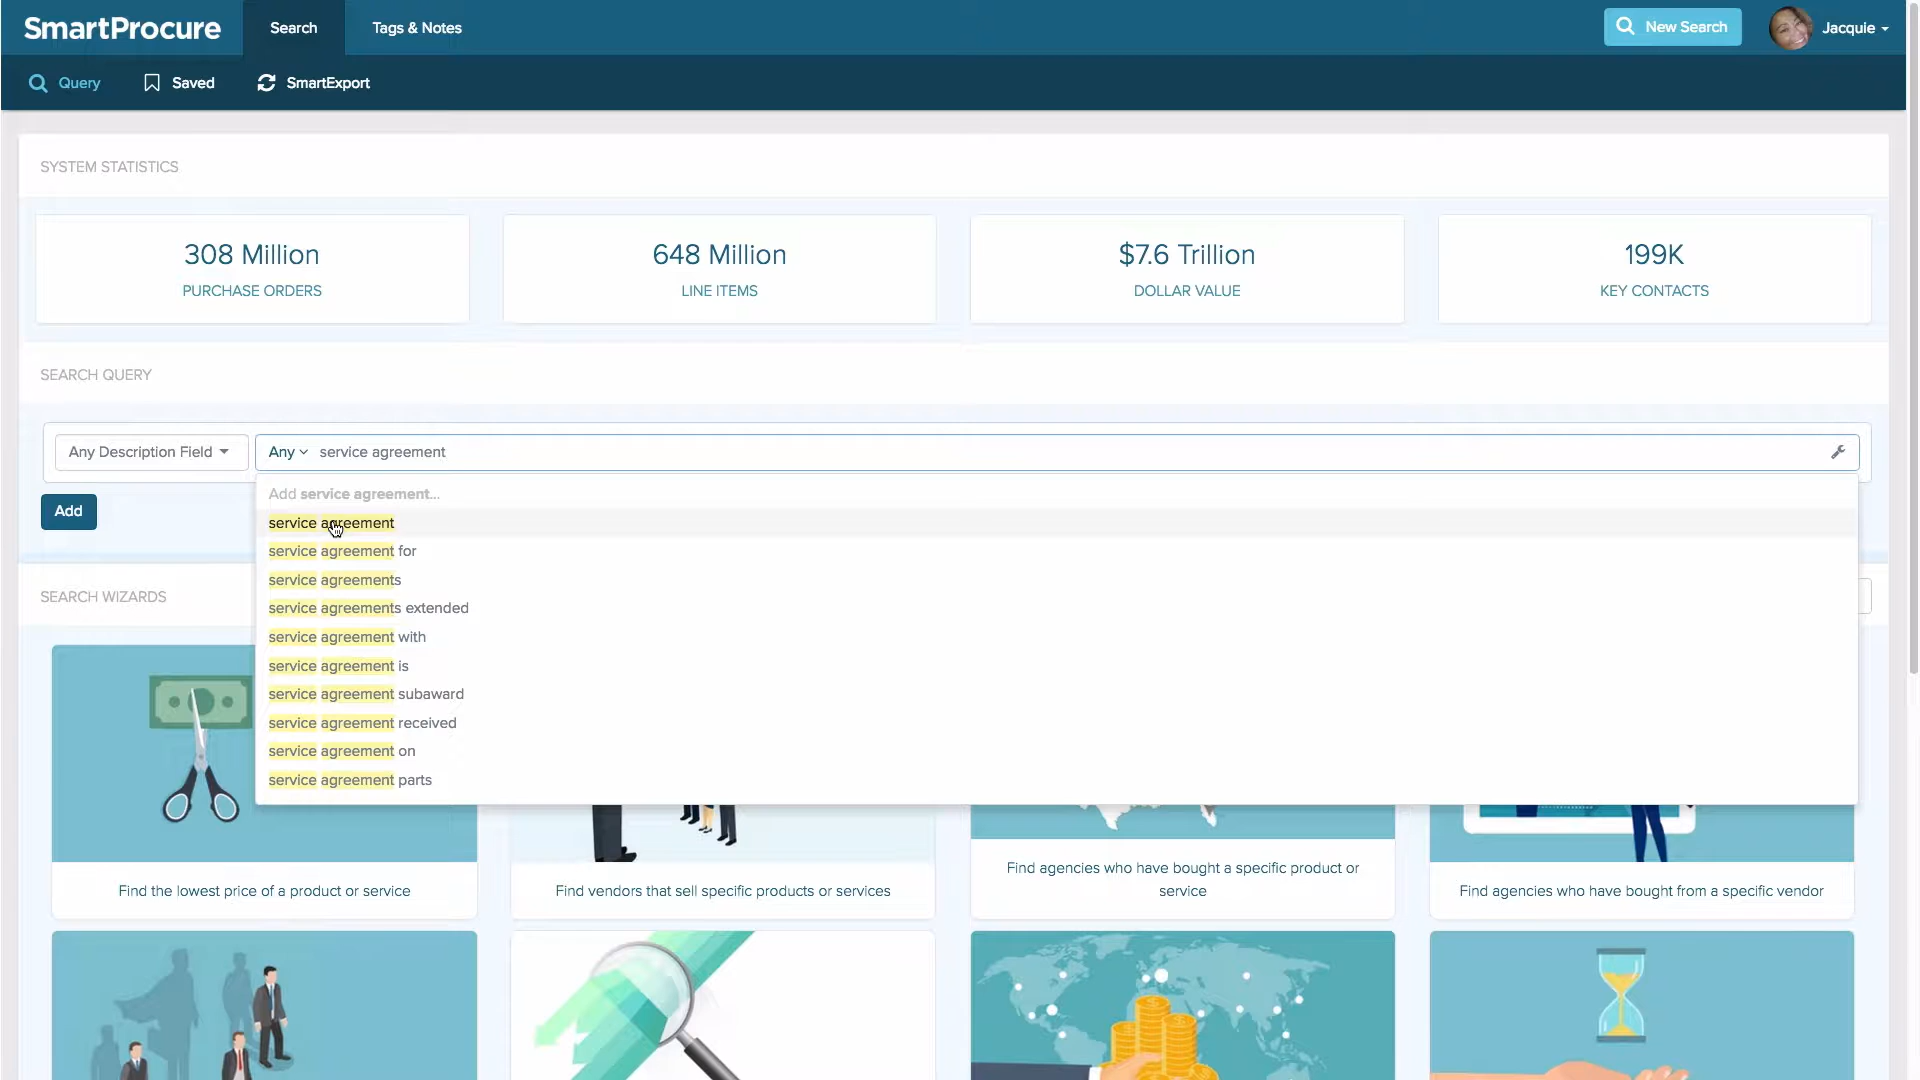 SmartProcure
Search
Tags & Notes
New Search
Jacquie
Query
Saved
SmartExport
SYSTEM STATISTICS
308 Million
PURCHASE ORDERS
648 Million
LINE ITEMS
$7.6 Trillion
DOLLAR VALUE
199K
KEY CONTACTS
SEARCH QUERY
Any Description Field
Any
service agreement
Add service agreement...
Add
service agreement
service agreement for
service agreements
service agreements extended
service agreement with
service agreement is
service agreement subaward
service agreement received
service agreement on
service agreement parts
SEARCH WIZARDS
Find the lowest price of a product or service
Find vendors that sell specific products or services
Find agencies who have bought a specific product or
service
Find agencies who have bought from a specific vendor